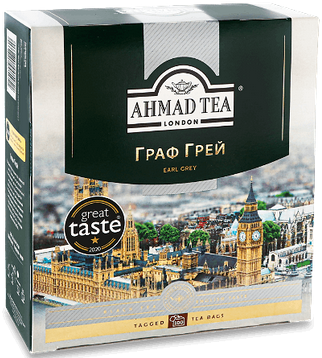 AHMAD TEA
LONDON
ГРАФ ГРЕЙ
EARL GREY
great
taste
2020
TAGGED 100 TEA BAGS